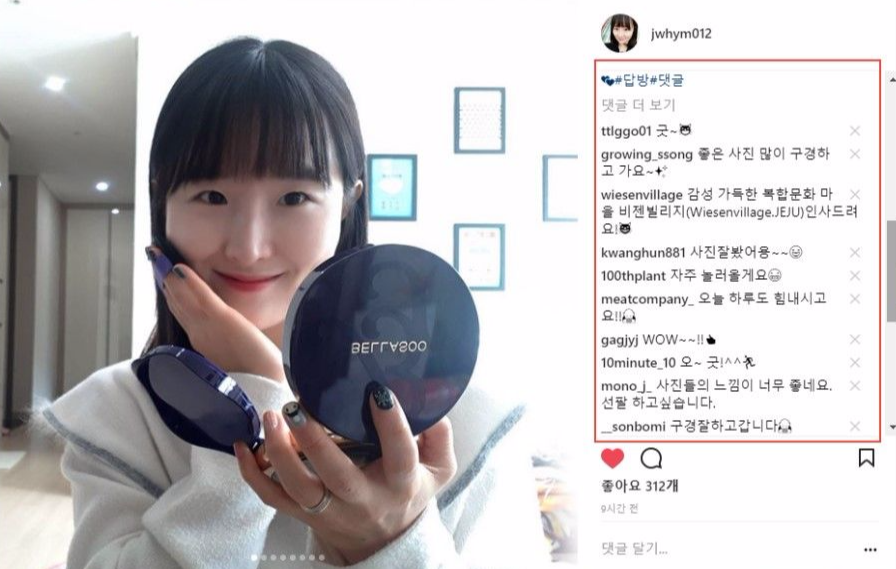 BELLASOO
jwhym012
#답방#댓글
댓글 더 보기
ttlggo01 굿~
growing_ssong 좋은 사진 많이 구경하
고 가요~
wiesenvillage 감성 가득한 복합문화 마
을 비젠빌리지(Wiesenvillage.JEJU)인사드려
요!
kwanghun881 사진잘봤어용~~
100thplant 자주 놀러올게요
meatcompany_ 오늘 하루도 힘내시고
요!!
gagjyj WOW~~!!
10minute_10 오~ 굿!^^
mono_j_ 사진들의 느낌이 너무 좋네요.
선팔 하고싶습니다.
__sonbomi 구경잘하고갑니다
좋아요 312개
9시간 전
댓글 달기...